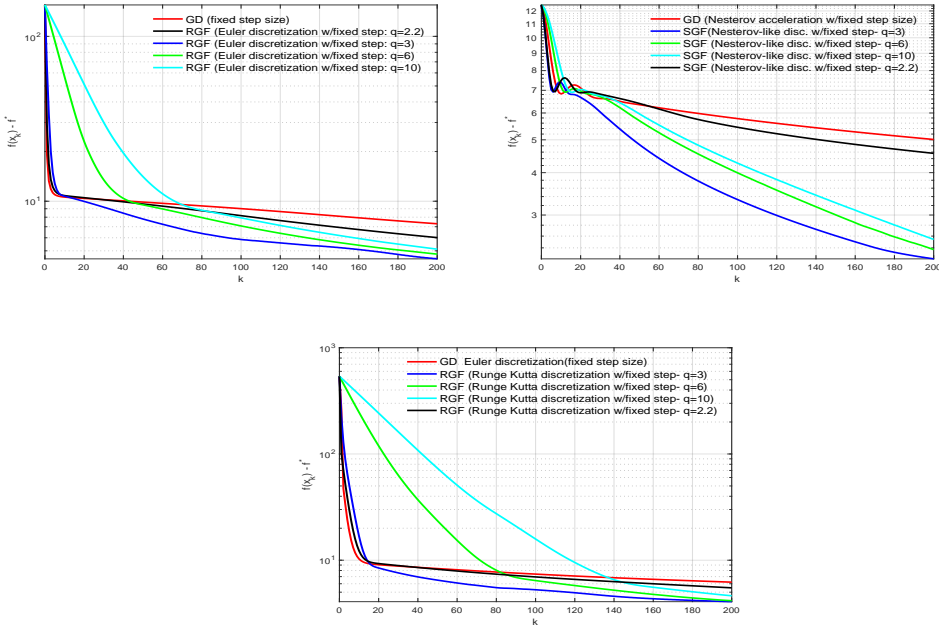 GD (fixed step size)
RGF (Euler discretization w/fixed step: q=2.2)
RGF (Euler discretization w/fixed step: q=3)
RGF (Euler discretization w/fixed step: q=6)
RGF (Euler discretization w/fixed step: q=10)
10²
10¹
f(x_k) - f*
0 20 40 60 80 100 120 140 160 180 200
k
GD (Nesterov acceleration w/fixed step size)
SGF(Nesterov-like disc. w/fixed step- q=3)
SGF (Nesterov-like disc. w/fixed step- q=6)
SGF (Nesterov-like disc. w/fixed step- q=10)
SGF (Nesterov-like disc. w/fixed step- q=2.2)
12
11
10
9
8
7
6
5
4
3
f(x_k) - f*
0 20 40 60 80 100 120 140 160 180 200
k
GD Euler discretization(fixed step size)
RGF (Runge Kutta discretization w/fixed step- q=3)
RGF (Runge Kutta discretization w/fixed step- q=6)
RGF (Runge Kutta discretization w/fixed step- q=10)
RGF (Runge Kutta discretization w/fixed step- q=2.2)
10³
10²
10¹
f(x_k) - f*
0 20 40 60 80 100 120 140 160 180 200
k